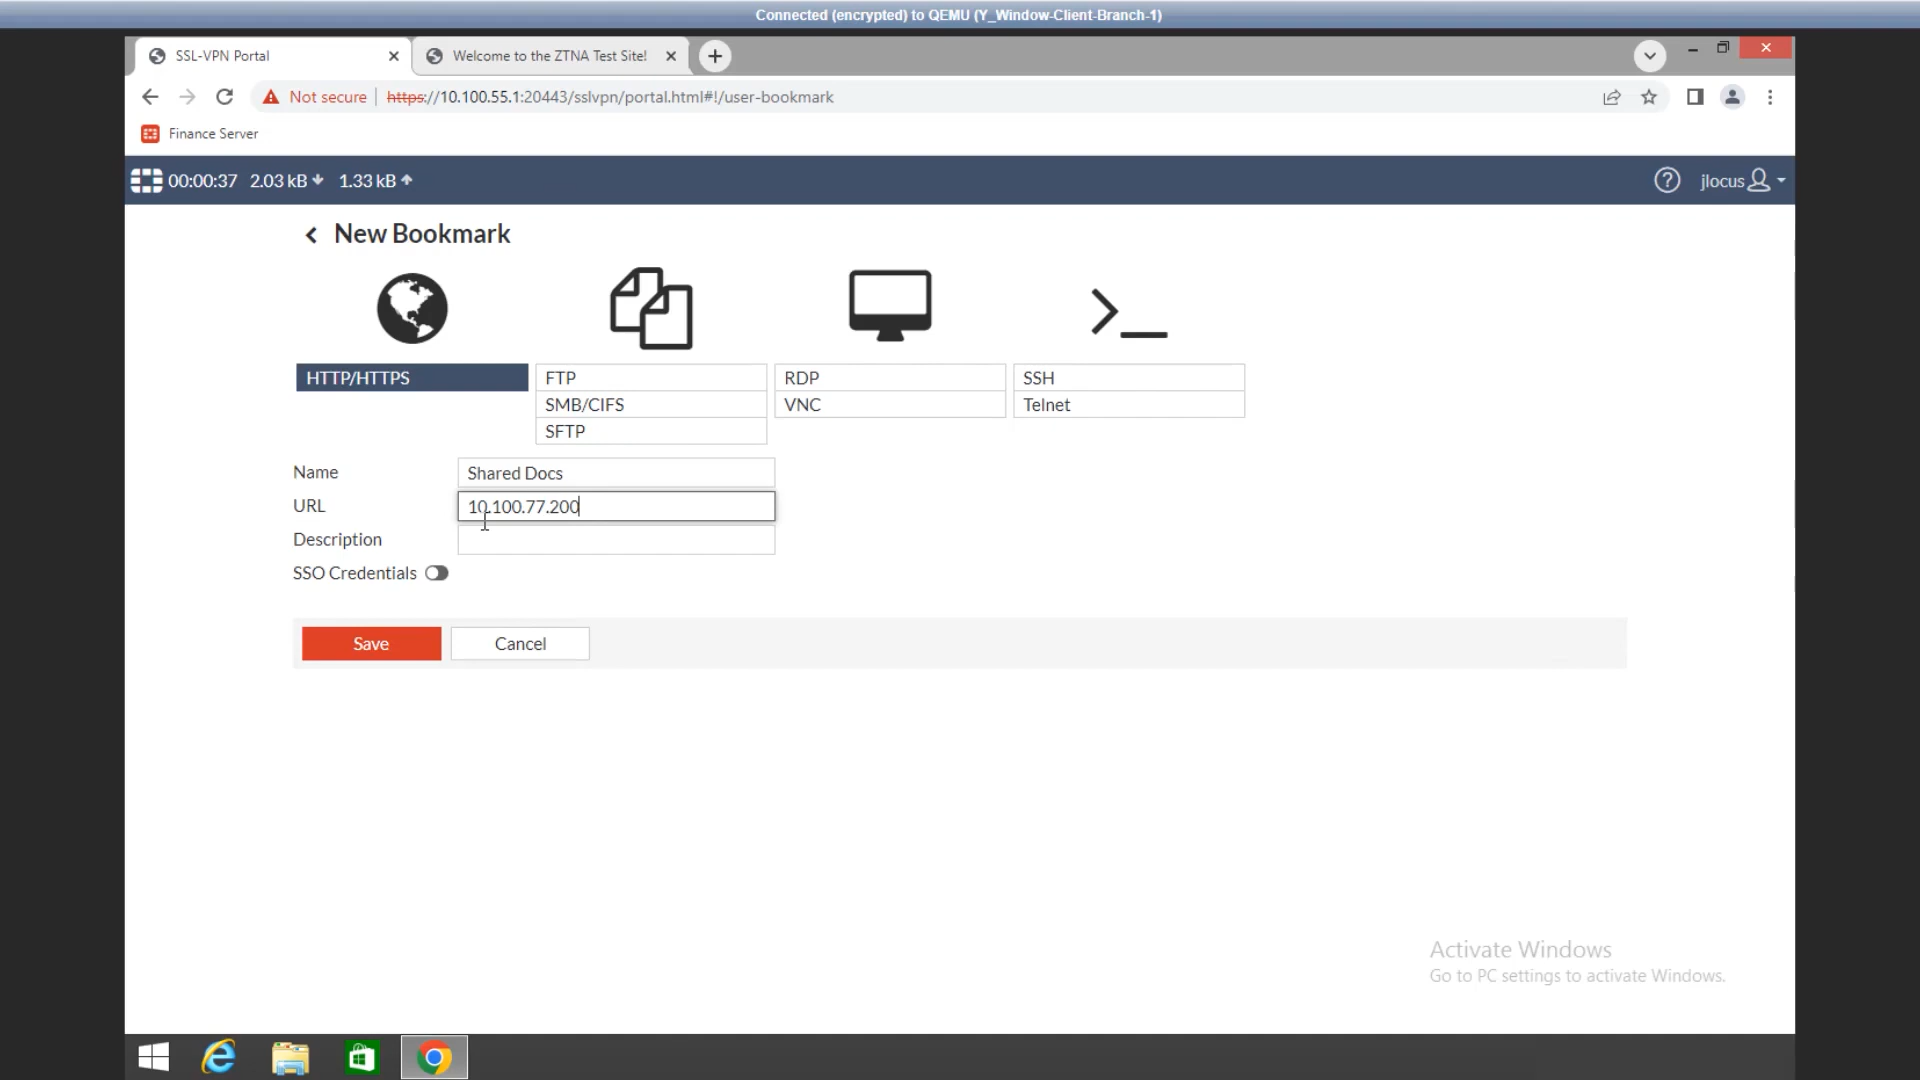 Connected (encrypted) to QEMU (Y_Window-Client-Branch-1)
SSL-VPN Portal
Welcome to the ZTNA Test Site!
Not secure
https://10.100.55.1:20443/sslvpn/portal.html#!/user-bookmark
Finance Server
00:00:37 2.03 kB 1.33 kB
jlocus
New Bookmark
HTTP/HTTPS
FTP
RDP
SSH
SMB/CIFS
VNC
Telnet
SFTP
Name
Shared Docs
URL
10.100.77.200
Description
SSO Credentials
Save
Cancel
Activate Windows
Go to PC settings to activate Windows.